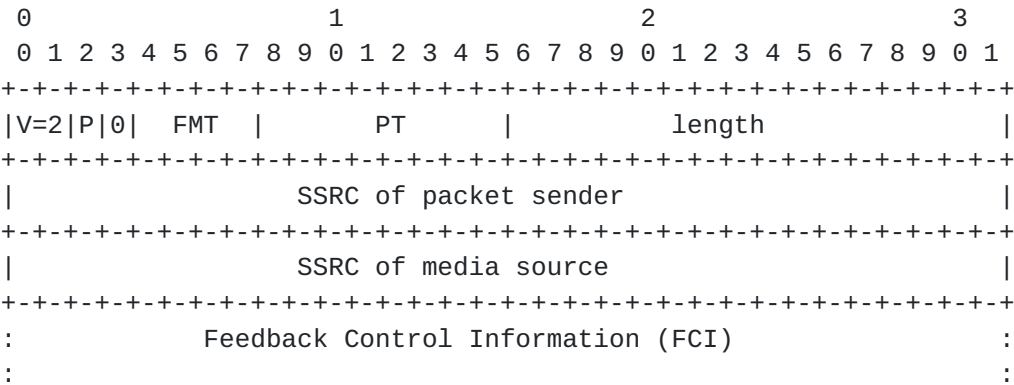 0                   1                   2                   3
 0 1 2 3 4 5 6 7 8 9 0 1 2 3 4 5 6 7 8 9 0 1 2 3 4 5 6 7 8 9 0 1
+-+-+-+-+-+-+-+-+-+-+-+-+-+-+-+-+-+-+-+-+-+-+-+-+-+-+-+-+-+-+-+-+
|V=2|P|0|  FMT  |       PT      |          length               |
+-+-+-+-+-+-+-+-+-+-+-+-+-+-+-+-+-+-+-+-+-+-+-+-+-+-+-+-+-+-+-+-+
|                  SSRC of packet sender                        |
+-+-+-+-+-+-+-+-+-+-+-+-+-+-+-+-+-+-+-+-+-+-+-+-+-+-+-+-+-+-+-+-+
|                  SSRC of media source                         |
+-+-+-+-+-+-+-+-+-+-+-+-+-+-+-+-+-+-+-+-+-+-+-+-+-+-+-+-+-+-+-+-+
:            Feedback Control Information (FCI)                 :
:                                                               :